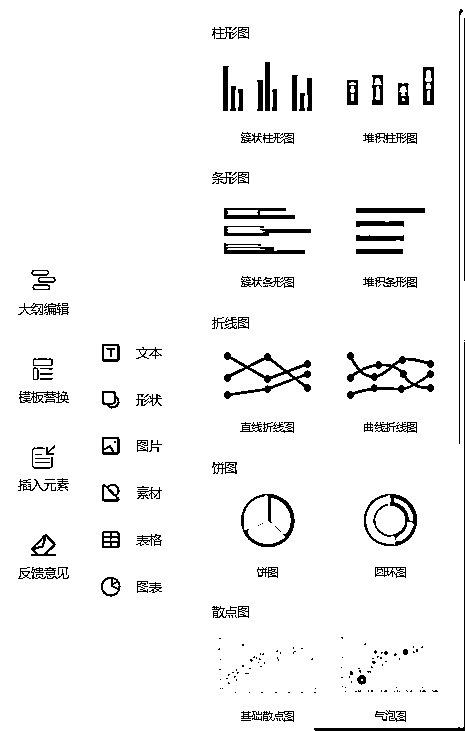 大纲编辑
模板替换
插入元素
反馈意见
文本
形状
图片
素材
表格
图表
柱形图
簇状柱形图 堆积柱形图
条形图
簇状条形图 堆积条形图
折线图
直线折线图 曲线折线图
饼图
饼图 圆环图
散点图
基础散点图 气泡图